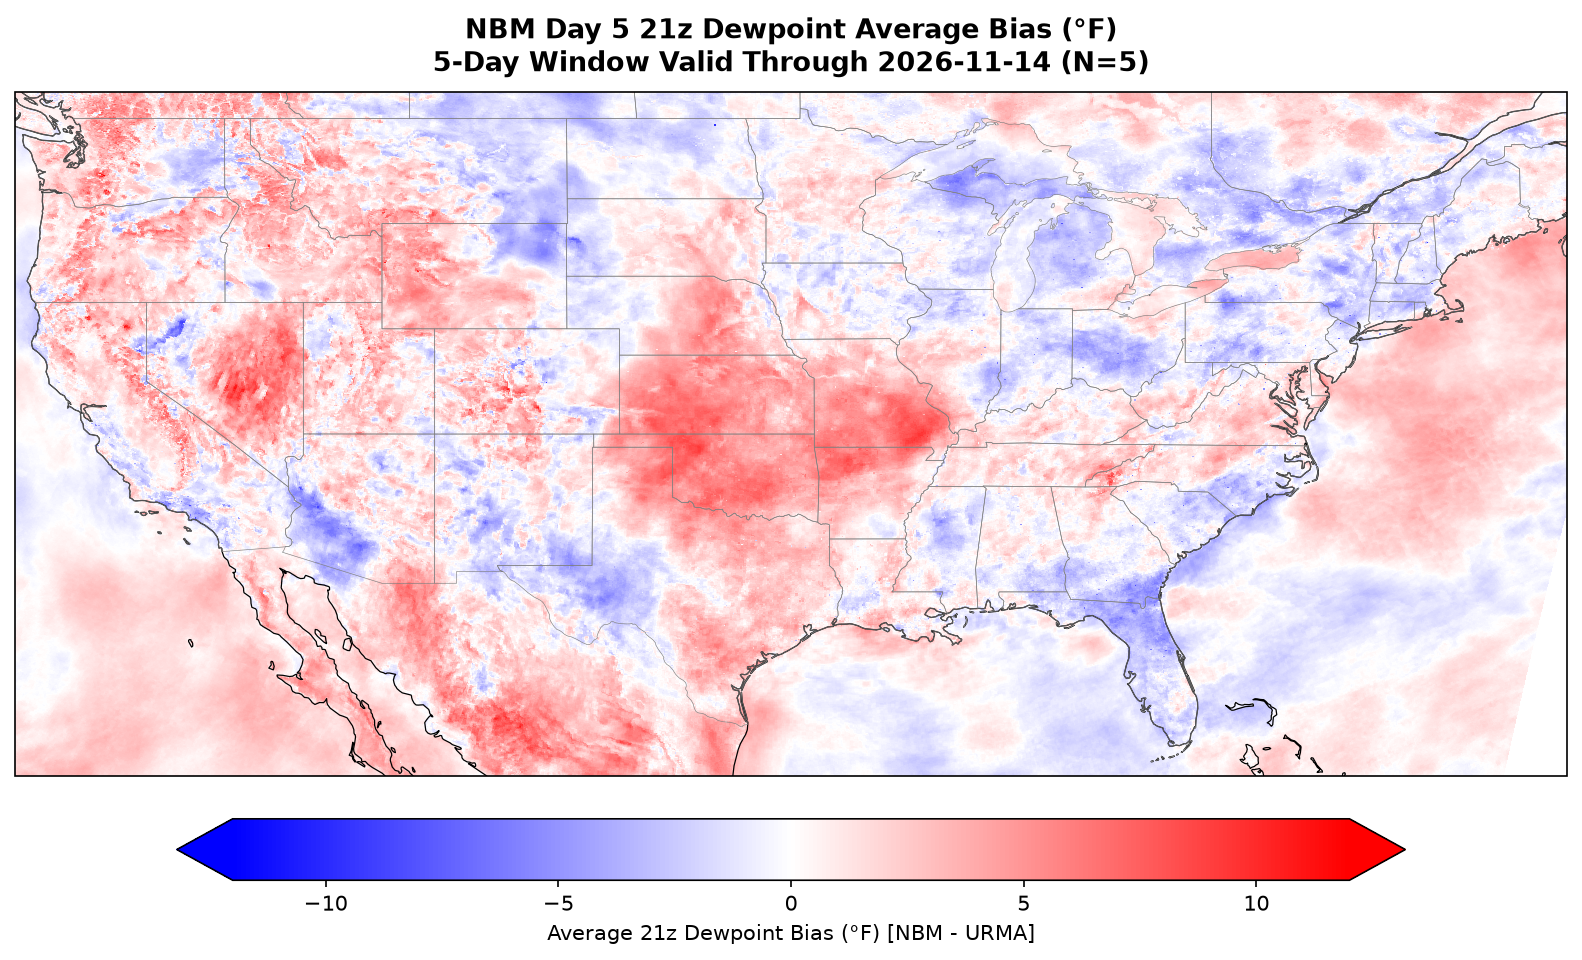 NBM Day 5 21z Dewpoint Average Bias (°F)
5-Day Window Valid Through 2026-11-14 (N=5)
−10 −5 0 5 10
Average 21z Dewpoint Bias (°F) [NBM - URMA]